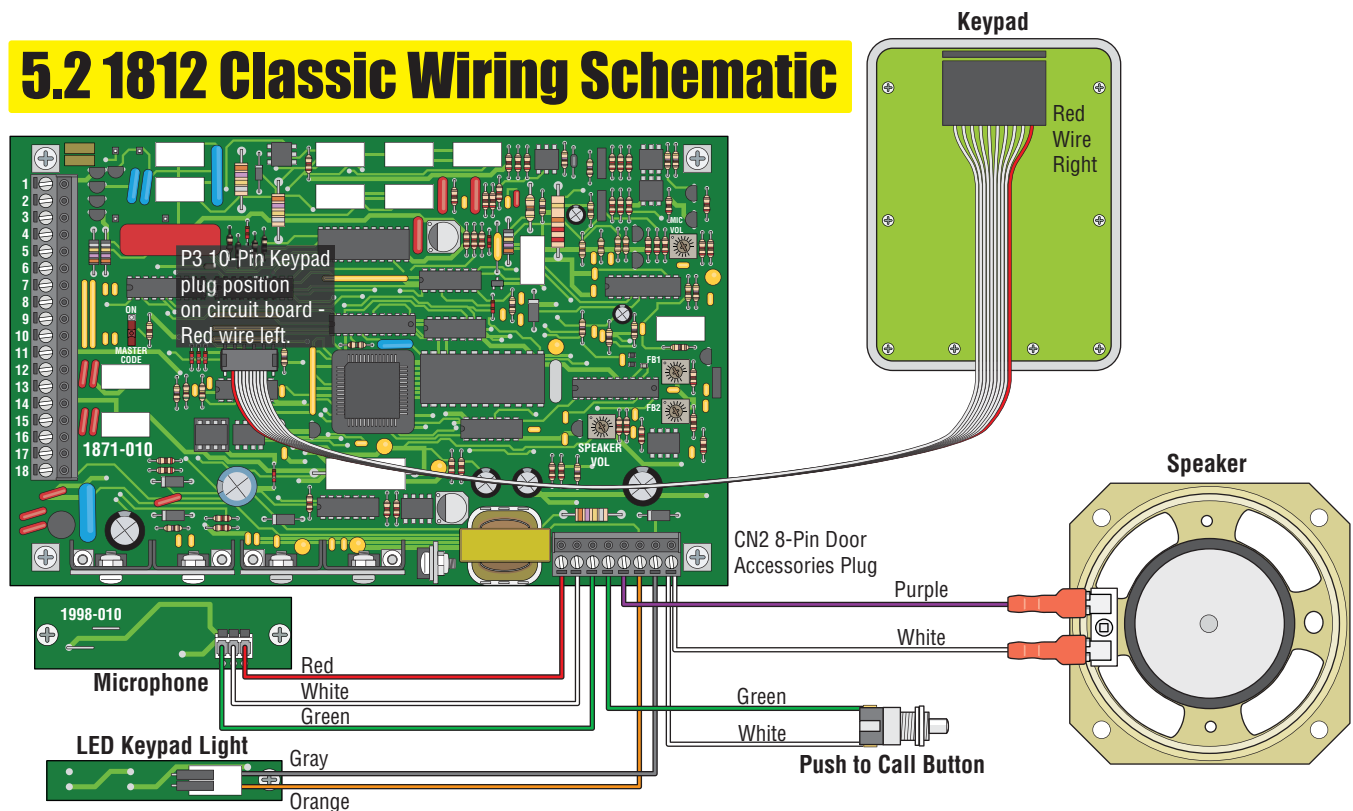 Keypad
5.2 1812 Classic Wiring Schematic
Red
Wire
Right
1
2
3
4
5
6
7
8
9
10
11
12
13
14
15
16
17
18
MIC
VOL
P3 10-Pin Keypad
plug position
on circuit board -
Red wire left.
ON
MASTER
CODE
FB1
FB2
SPEAKER
VOL
1871-010
Speaker
CN2 8-Pin Door
Accessories Plug
Purple
White
1998-010
Microphone
Red
White
Green
Green
White
Push to Call Button
LED Keypad Light
Gray
Orange